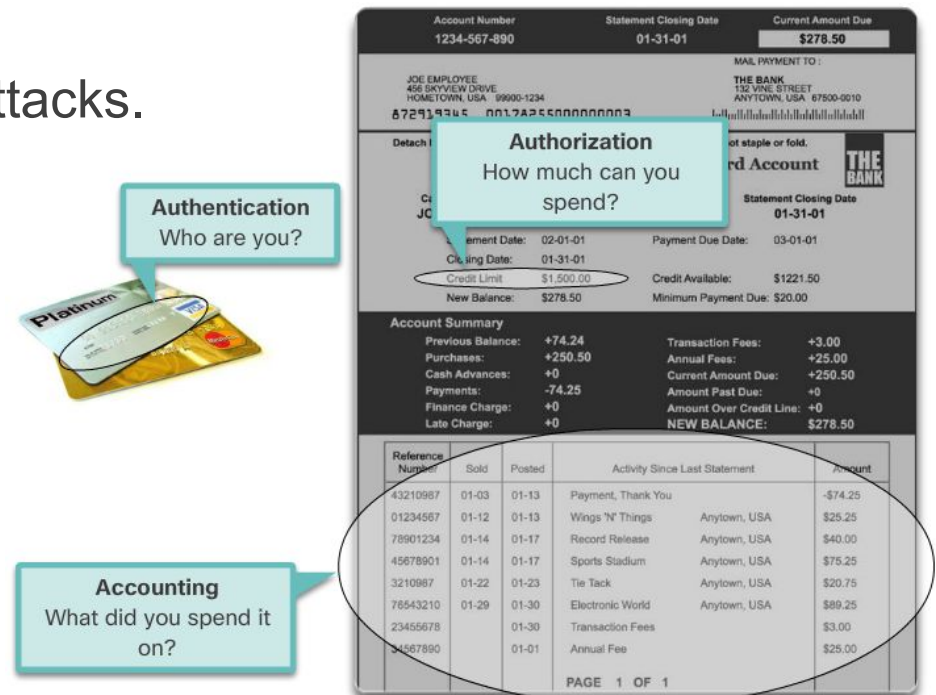 ttacks.
Authentication
Who are you?
Platinum
VISA
Accounting
What did you spend it
on?
Authorization
How much can you
spend?
Account Number Statement Closing Date Current Amount Due
1234-567-890 01-31-01 $278.50
MAIL PAYMENT TO :
JOE EMPLOYEE
456 SKYVIEW DRIVE
HOMETOWN, USA 99900-1234
THE BANK
132 VINE STREET
ANYTOWN, USA 67500-0010
Detach ot staple or fold.
rd Account THE
BANK
Statement Closing Date
JO 01-31-01
tement Date: 02-01-01 Payment Due Date: 03-01-01
Closing Date: 01-31-01
Credit Limit $1,500.00 Credit Available: $1221.50
New Balance: $278.50 Minimum Payment Due: $20.00
Account Summary
Previous Balance: +74.24 Transaction Fees: +3.00
Purchases: +250.50 Annual Fees: +25.00
Cash Advances: +0 Current Amount Due: +250.50
Payments: -74.25 Amount Past Due: +0
Finance Charge: +0 Amount Over Credit Line: +0
Late Charge: +0 NEW BALANCE: $278.50
Reference
Number Sold Posted Activity Since Last Statement Amount
43210987 01-03 01-13 Payment, Thank You -$74.25
01234567 01-12 01-13 Wings 'N' Things Anytown, USA $25.25
78901234 01-14 01-17 Record Release Anytown, USA $40.00
45678901 01-14 01-17 Sports Stadium Anytown, USA $75.25
3210987 01-22 01-23 Tie Tack Anytown, USA $20.75
76543210 01-29 01-30 Electronic World Anytown, USA $89.25
23455678 01-30 Transaction Fees $3.00
34567890 01-01 Annual Fee $25.00
PAGE 1 OF 1